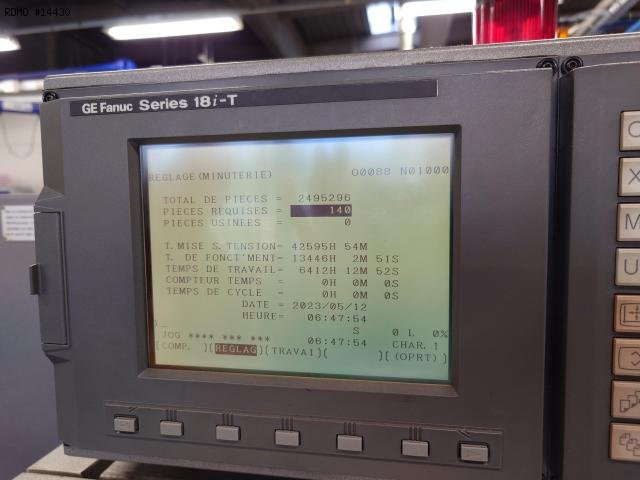 RDMO #14430
GE Fanuc Series 18i-T
REGLAGE(MINUTERIE) O0088 N01000
TOTAL DE PIECES = 2495296
PIECES REQUISES = 140
PIECES USINEES = 0
T.MISE S.TENSION= 42595H 54M
T. DE FONCT'MENT= 13446H 2M 51S
TEMPS DE TRAVAIL= 6412H 12M 52S
COMPTEUR TEMPS = 0H 0M 0S
TEMPS DE CYCLE = 0H 0M 0S
DATE = 2023/05/12
HEURE= 06:47:54
)_
S 0 L 0%
JOG **** *** *** 06:47:54 CHAR. 1
[COMP. )(REGLAG)(TRAVAI)( )( (OPRT) )
X
M
U